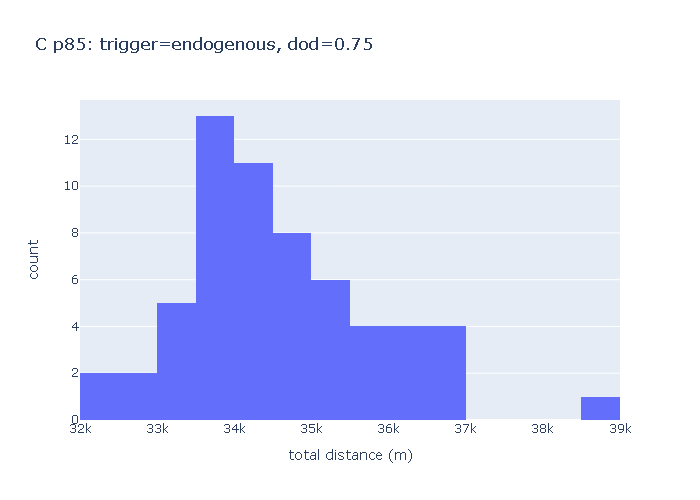 C p85: trigger=endogenous, dod=0.75
12
10
8
6
4
2
0
count
32k 33k 34k 35k 36k 37k 38k 39k
total distance (m)